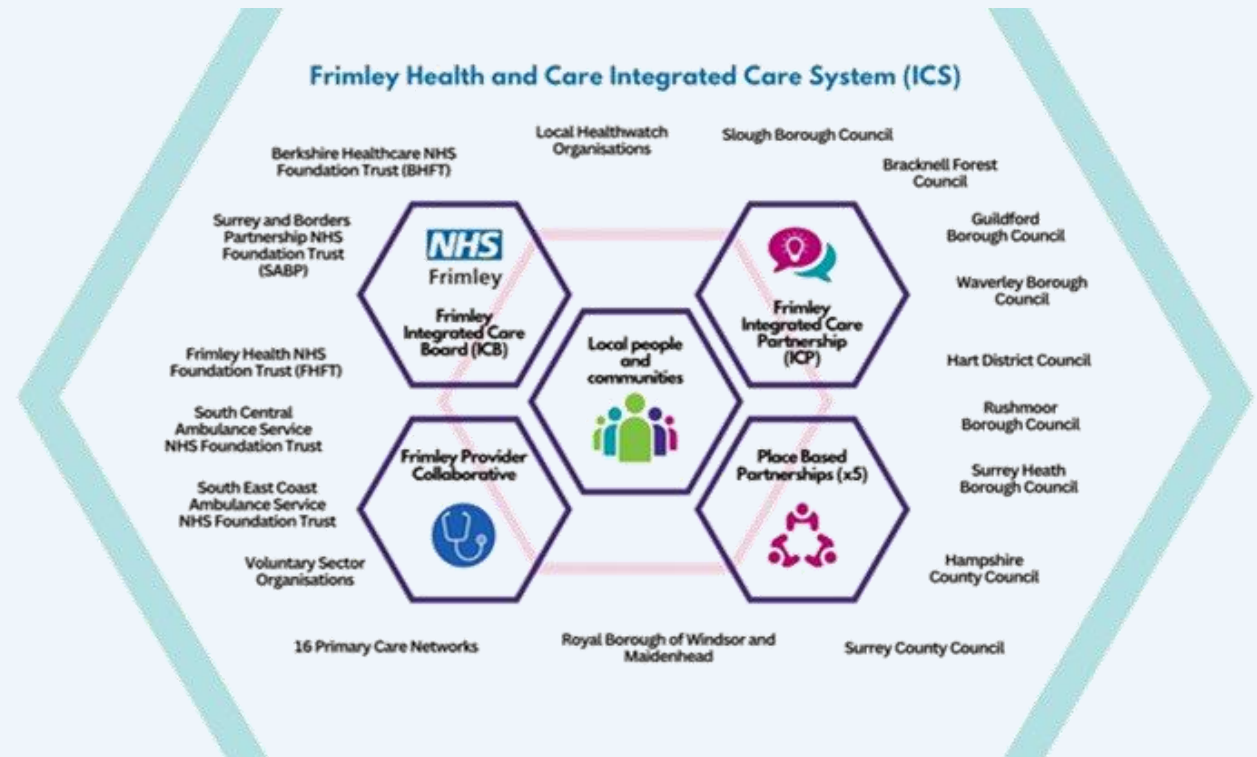 Frimley Health and Care Integrated Care System (ICS)
Local Healthwatch
Organisations
Slough Borough Council
Berkshire Healthcare NHS
Foundation Trust (BHFT)
Bracknell Forest
Council
Surrey and Borders
Partnership NHS
Foundation Trust
(SABP)
Guildford
Borough Council
Waverley Borough
Council
NHS
Frimley
Frimley
Integrated Care
Board (ICB)
Frimley
Integrated Care
Partnership
(ICP)
Local people
and
communities
Frimley Health NHS
Foundation Trust (FHFT)
Hart District Council
South Central
Ambulance Service
NHS Foundation Trust
Rushmoor
Borough Council
Frimley Provider
Collaborative
Place Based
Partnerships (x5)
Surrey Heath
Borough Council
South East Coast
Ambulance Service
NHS Foundation Trust
Voluntary Sector
Organisations
Hampshire
County Council
16 Primary Care Networks
Royal Borough of Windsor and
Maidenhead
Surrey County Council